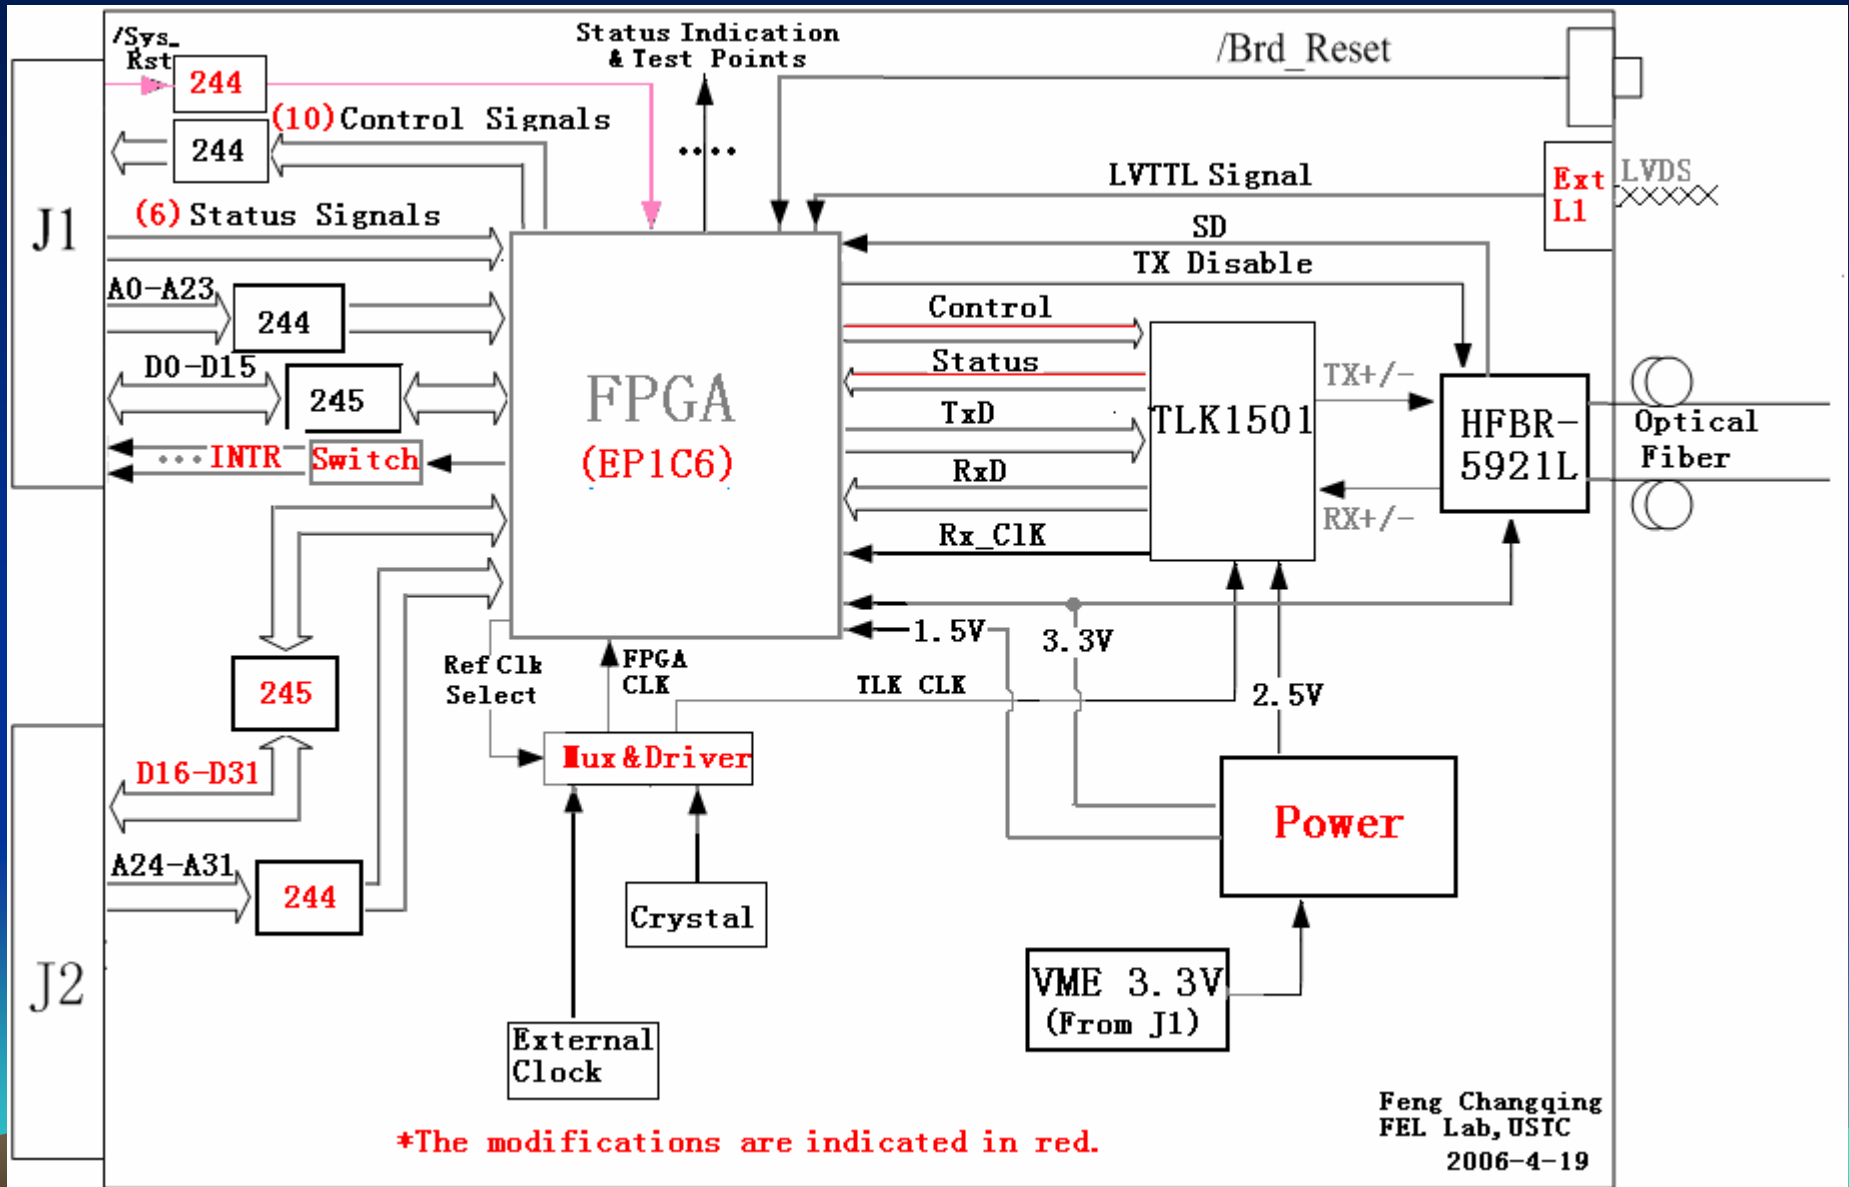 /Sys_
Rst
244
Status Indication
& Test Points
/Brd_Reset
(10)Control Signals
244
LVTTL Signal
Ext
L1
LVDS
J1
(6)Status Signals
SD
TX Disable
A0-A23
244
Control
Status
D0-D15
245
FPGA
(EP1C6)
TxD
TLK1501
TX+/-
HFBR-
5921L
Optical
Fiber
INTR
Switch
RxD
RX+/-
Rx_ClK
1.5V
3.3V
Ref Clk
Select
FPGA
CLK
TLK CLK
2.5V
245
Mux&Driver
D16-D31
Power
A24-A31
244
Crystal
J2
VME 3.3V
(From J1)
External
Clock
Feng Changqing
FEL Lab,USTC
2006-4-19
*The modifications are indicated in red.